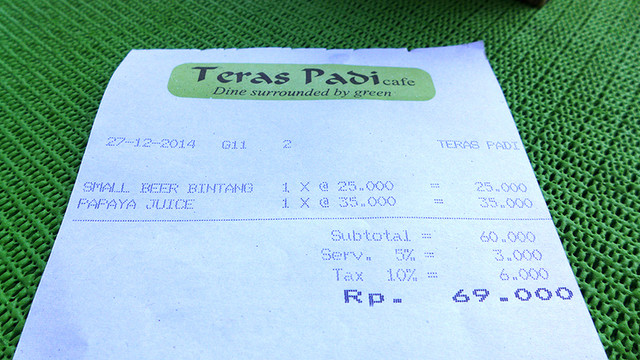 Teras Padi cafe
Dine surrounded by green
27-12-2014 G11 2 TERAS PADI
SMALL BEER BINTANG 1 X @ 25.000 = 25.000
PAPAYA JUICE 1 X @ 35.000 = 35.000
Subtotal = 60.000
Serv. 5% = 3.000
Tax 10% = 6.000
Rp. 69.000